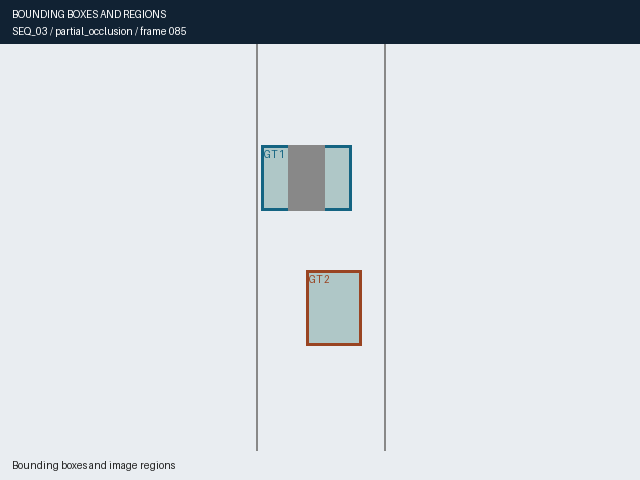 BOUNDING BOXES AND REGIONS
SEQ_03 / partial_occlusion / frame 085
GT1
GT2
Bounding boxes and image regions